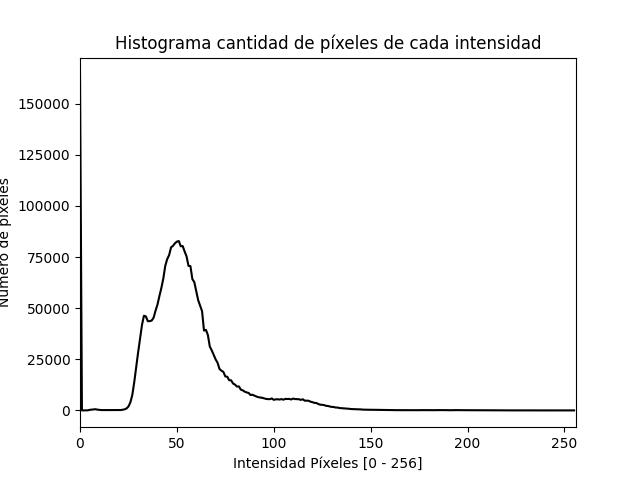 Histograma cantidad de píxeles de cada intensidad
150000
125000
100000
75000
50000
25000
0
Número de píxeles
0 50 100 150 200 250
Intensidad Píxeles [0 - 256]